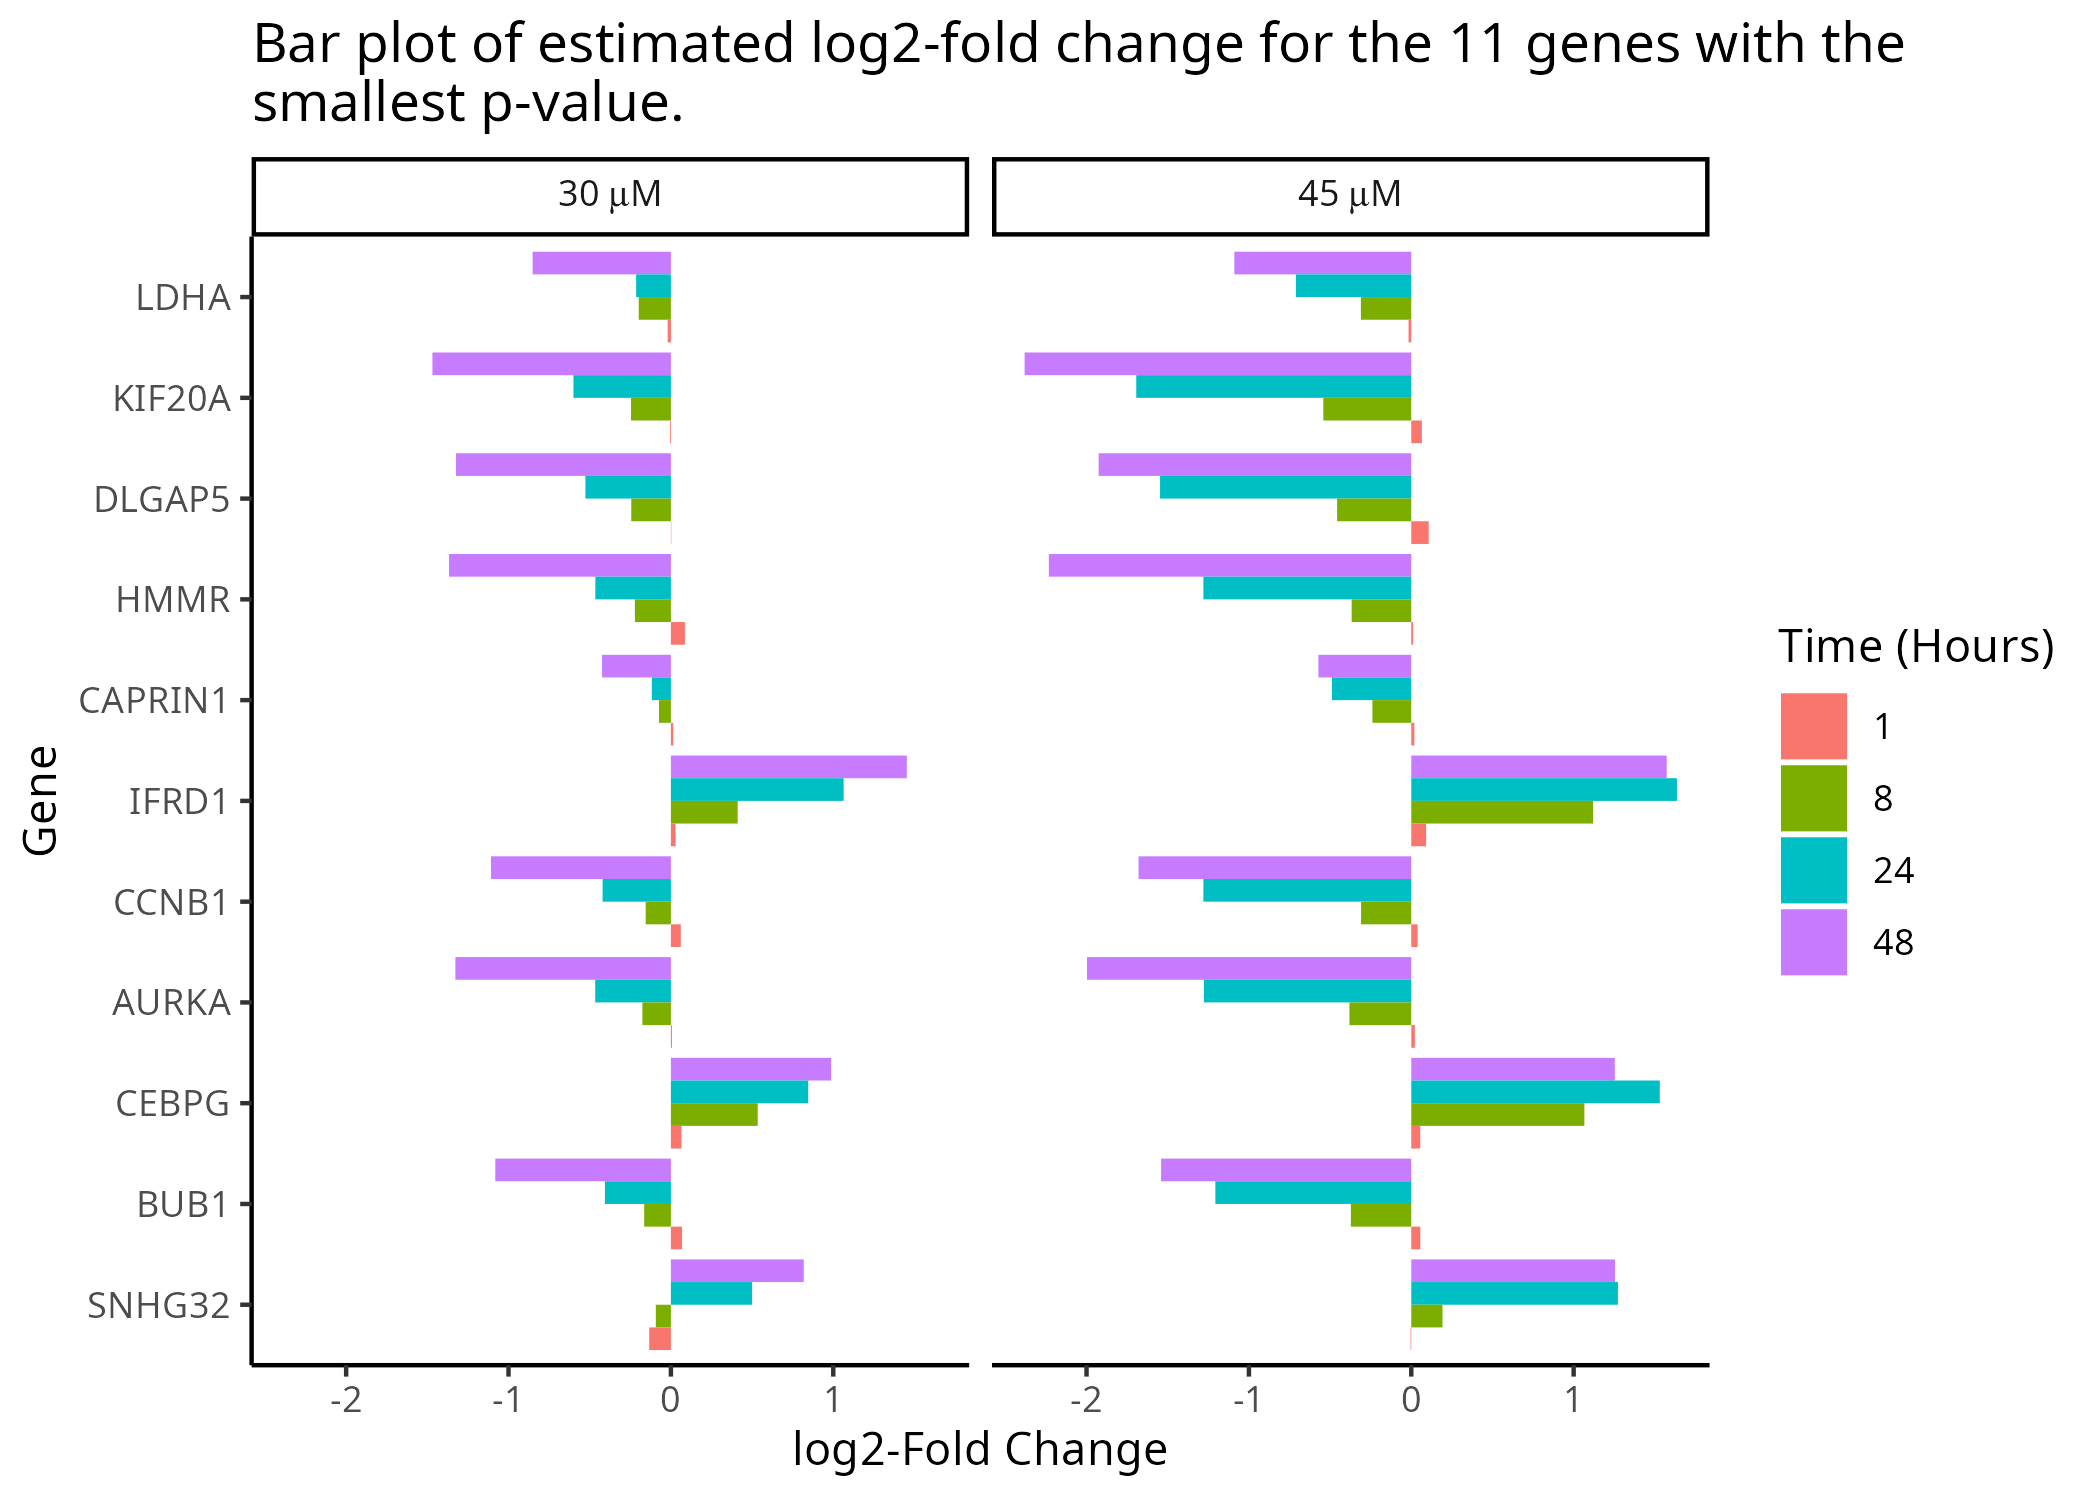 Bar plot of estimated log2-fold change for the 11 genes with the
smallest p-value.
30 μM
45 μM
LDHA
KIF20A
DLGAP5
HMMR
CAPRIN1
IFRD1
CCNB1
AURKA
CEBPG
BUB1
SNHG32
Gene
-2 -1 0 1
-2 -1 0 1
log2-Fold Change
Time (Hours)
1
8
24
48